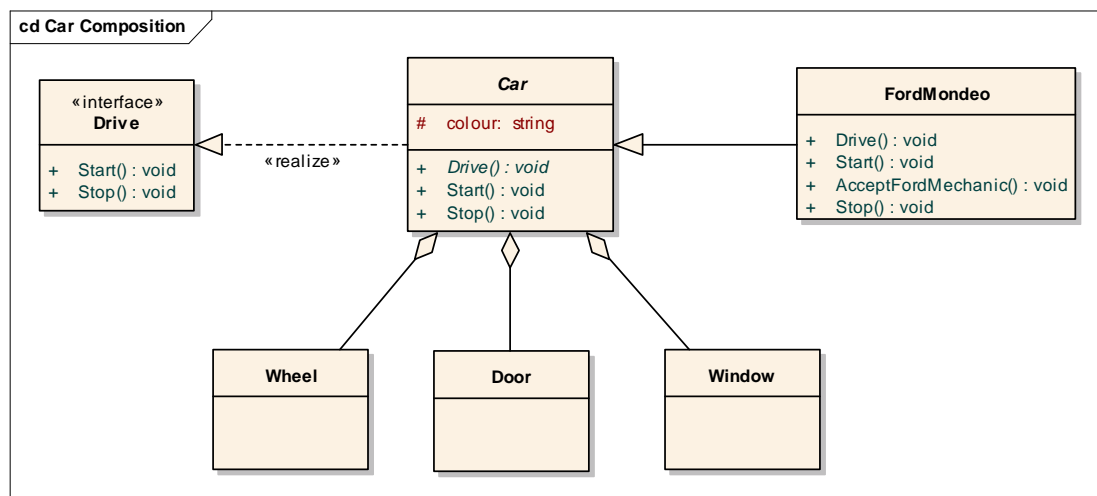 cd Car Composition
«interface»
Drive
+ Start() : void
+ Stop() : void
«realize»
Car
# colour: string
+ Drive() : void
+ Start() : void
+ Stop() : void
FordMondeo
+ Drive() : void
+ Start() : void
+ AcceptFordMechanic() : void
+ Stop() : void
Wheel
Door
Window